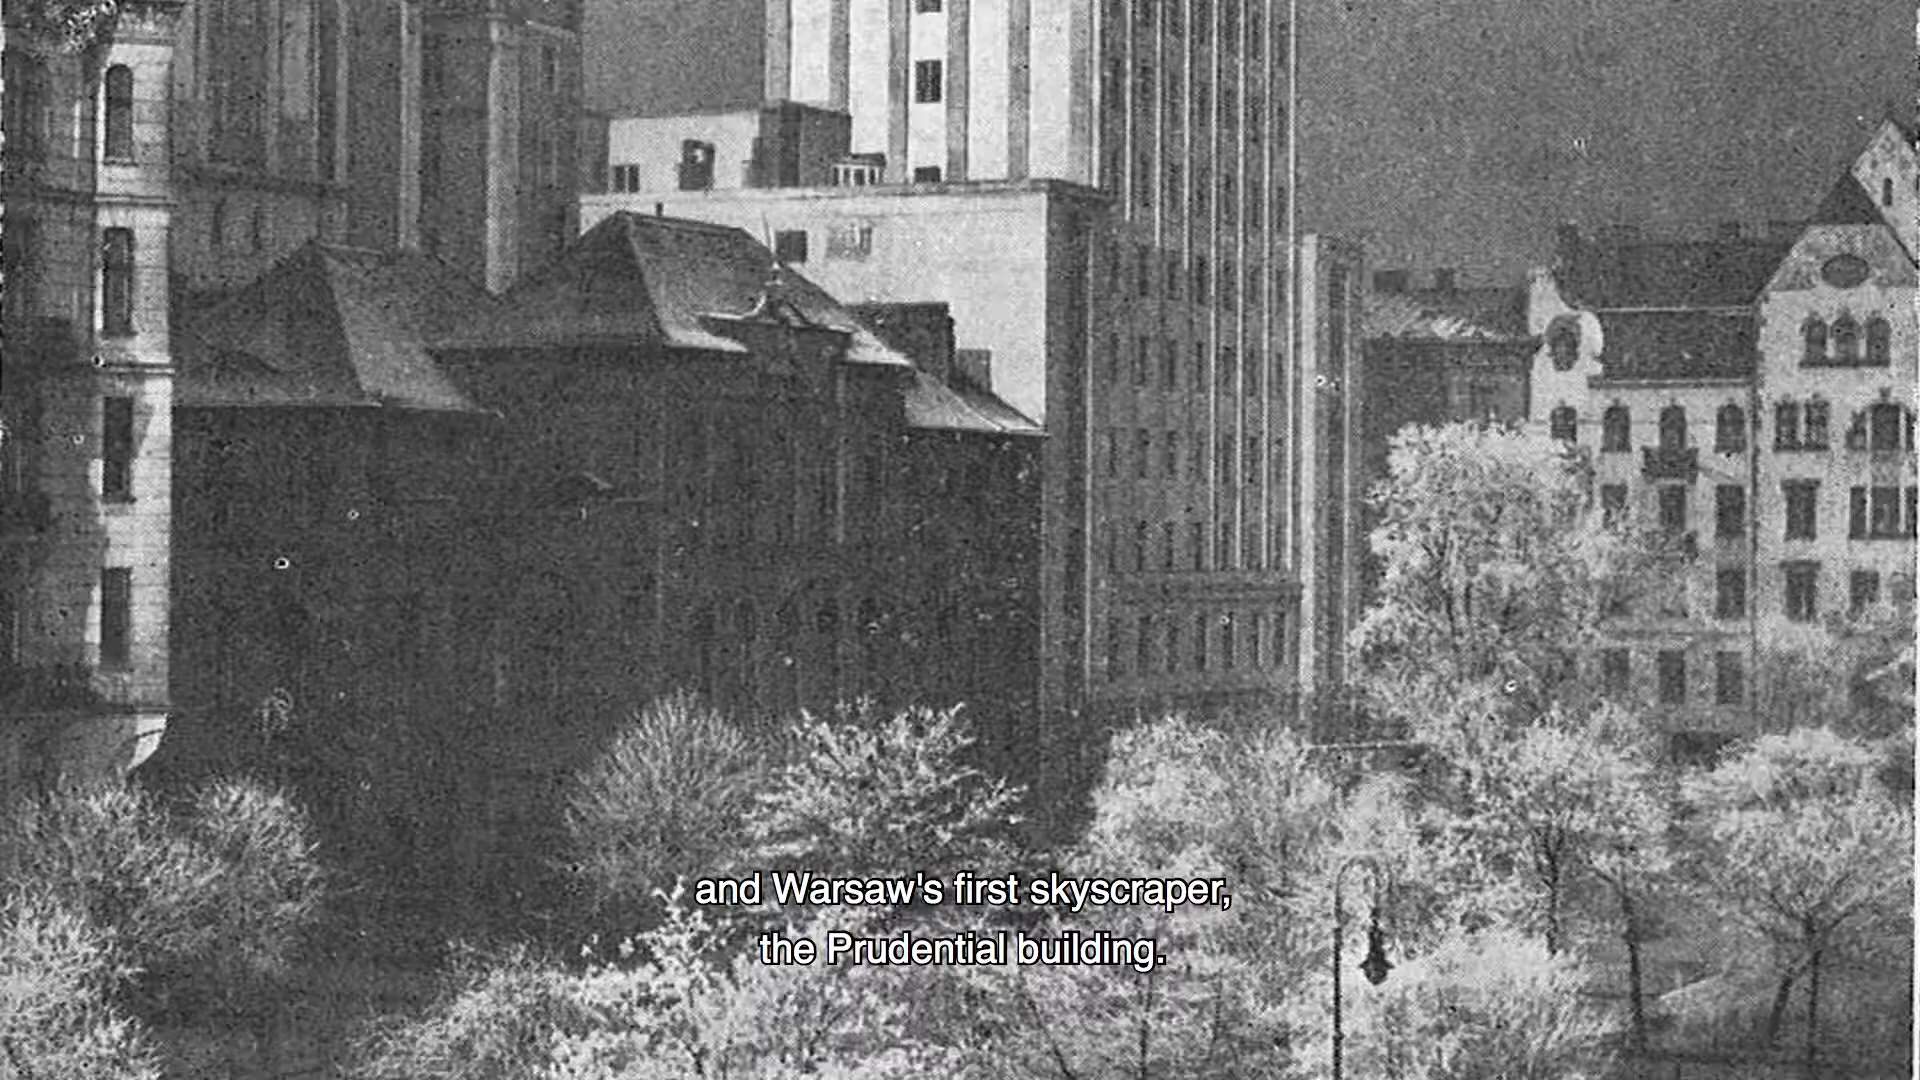 and Warsaw's first skyscraper,
the Prudential building.